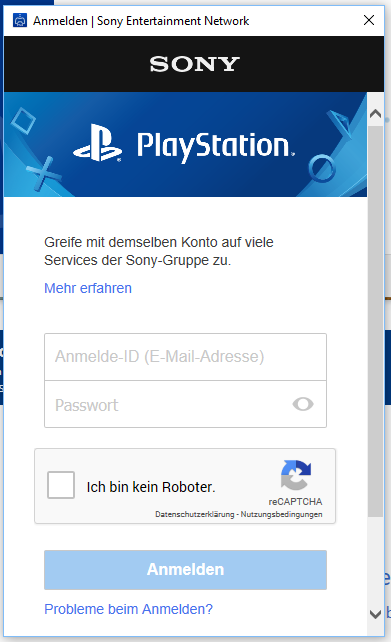 Anmelden | Sony Entertainment Network
SONY
PlayStation®
Greife mit demselben Konto auf viele
Services der Sony-Gruppe zu.
Mehr erfahren
Anmelde-ID (E-Mail-Adresse)
Passwort
Ich bin kein Roboter.
reCAPTCHA
Datenschutzerklärung - Nutzungsbedingungen
Anmelden
Probleme beim Anmelden?